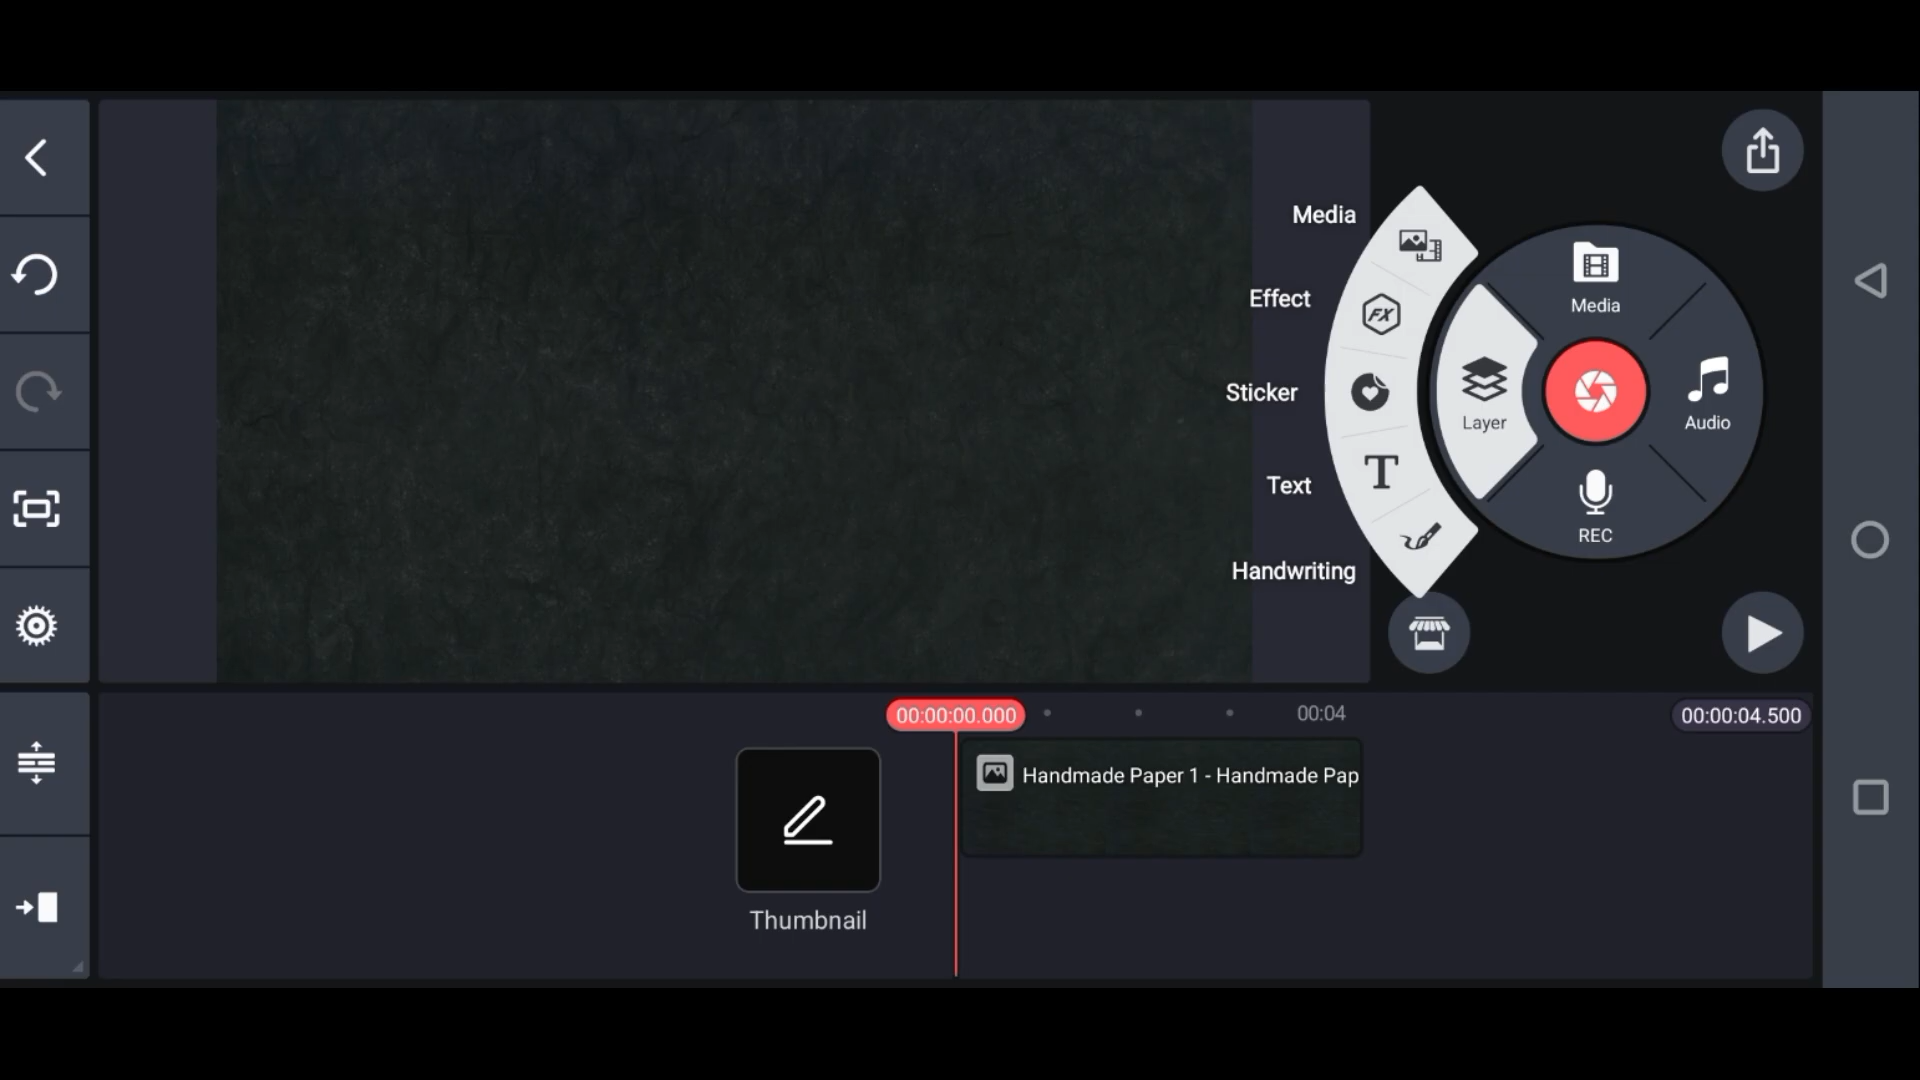 Media
Effect
Sticker
Text
Handwriting
Media
Layer
Audio
REC
FX
T
00:00:00.000
00:04
00:00:04.500
Handmade Paper 1 - Handmade Pap
Thumbnail